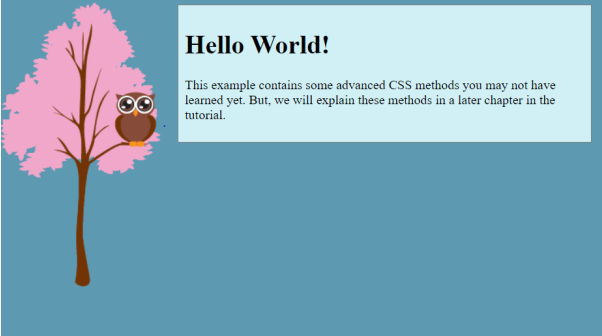 Hello World!
This example contains some advanced CSS methods you may not have
learned yet. But, we will explain these methods in a later chapter in the
tutorial.